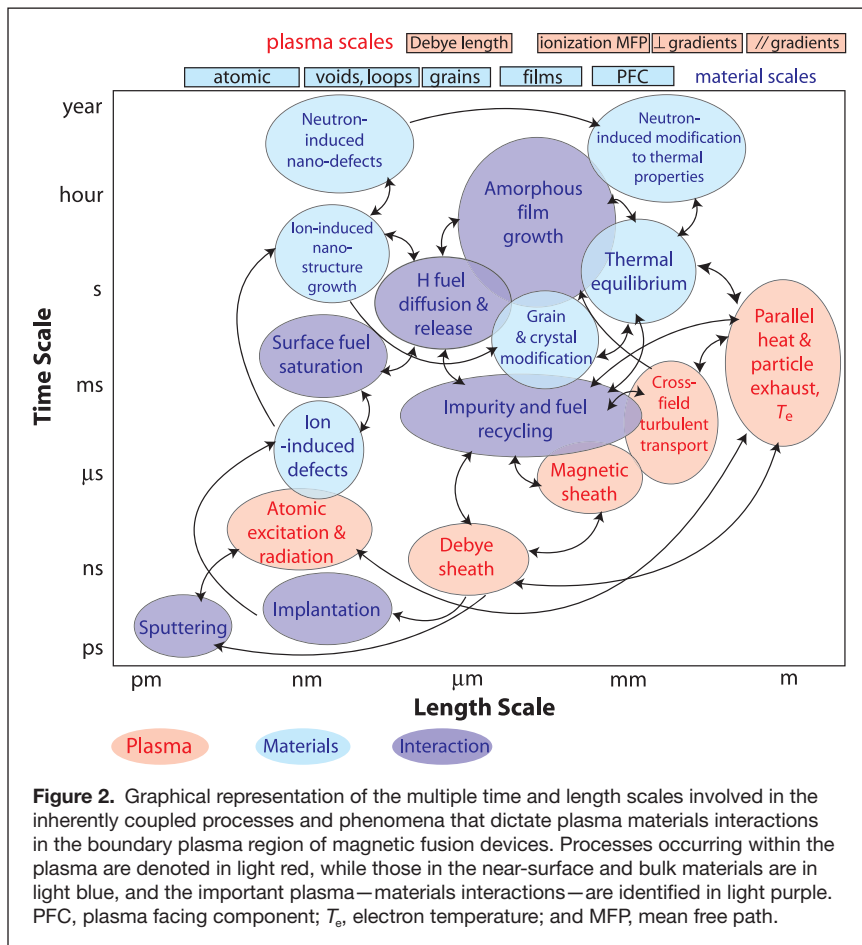 plasma scales
Debye length
ionization MFP
⊥ gradients
// gradients
atomic
voids, loops
grains
films
PFC
material scales
year
hour
s
ms
μs
ns
ps
Time Scale
Neutron-
induced
nano-defects
Neutron-
induced modification
to thermal
properties
Amorphous
film
growth
Ion-induced
nano-
structure
growth
H fuel
diffusion &
release
Thermal
equilibrium
Grain
& crystal
modification
Parallel
heat &
particle
exhaust,
Te
Surface fuel
saturation
Impurity and fuel
recycling
Cross-
field
turbulent
transport
Ion
-induced
defects
Magnetic
sheath
Atomic
excitation &
radiation
Debye
sheath
Implantation
Sputtering
pm
nm
μm
mm
m
Length Scale
Plasma
Materials
Interaction
Figure 2. Graphical representation of the multiple time and length scales involved in the
inherently coupled processes and phenomena that dictate plasma materials interactions
in the boundary plasma region of magnetic fusion devices. Processes occurring within the
plasma are denoted in light red, while those in the near-surface and bulk materials are in
light blue, and the important plasma—materials interactions—are identified in light purple.
PFC, plasma facing component; Te, electron temperature; and MFP, mean free path.